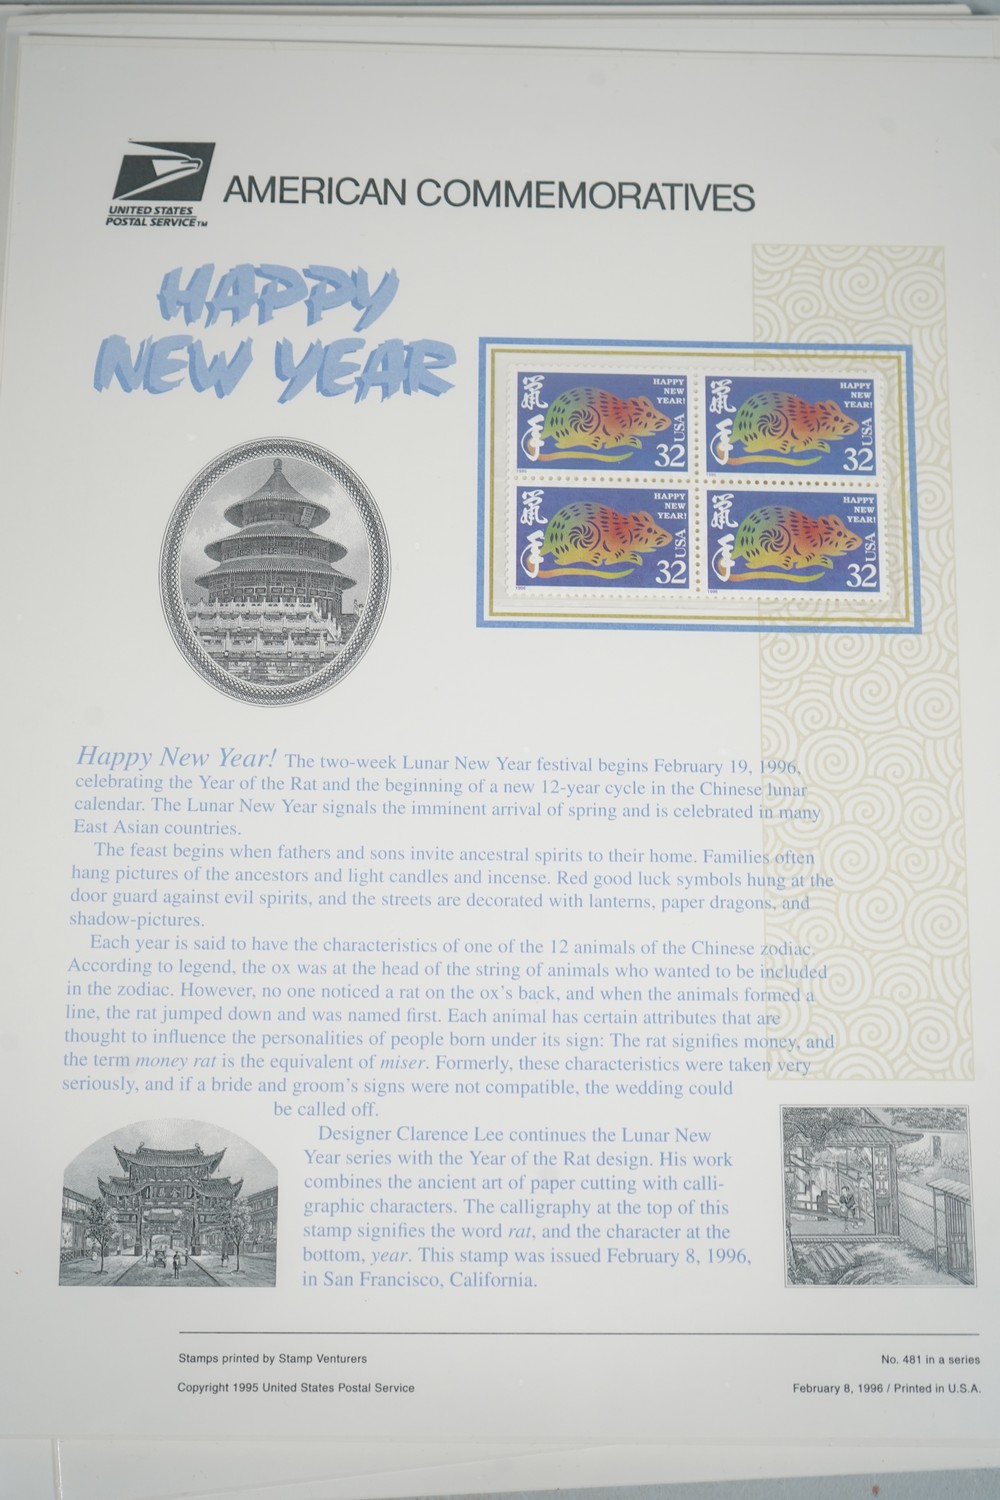 UNITED STATES
POSTAL SERVICE™
AMERICAN COMMEMORATIVES
HAPPY
NEW YEAR
鼠
年
HAPPY
NEW
YEAR!
32 USA
1996
鼠
年
HAPPY
NEW
YEAR!
32 USA
1996
鼠
年
HAPPY
NEW
YEAR!
32 USA
1996
鼠
年
HAPPY
NEW
YEAR!
32 USA
1996
Happy New Year! The two-week Lunar New Year festival begins February 19, 1996,
celebrating the Year of the Rat and the beginning of a new 12-year cycle in the Chinese lunar
calendar. The Lunar New Year signals the imminent arrival of spring and is celebrated in many
East Asian countries.
The feast begins when fathers and sons invite ancestral spirits to their home. Families often
hang pictures of the ancestors and light candles and incense. Red good luck symbols hung at the
door guard against evil spirits, and the streets are decorated with lanterns, paper dragons, and
shadow-pictures.
Each year is said to have the characteristics of one of the 12 animals of the Chinese zodiac.
According to legend, the ox was at the head of the string of animals who wanted to be included
in the zodiac. However, no one noticed a rat on the ox's back, and when the animals formed a
line, the rat jumped down and was named first. Each animal has certain attributes that are
thought to influence the personalities of people born under its sign: The rat signifies money, and
the term money rat is the equivalent of miser. Formerly, these characteristics were taken very
seriously, and if a bride and groom's signs were not compatible, the wedding could
be called off.
Designer Clarence Lee continues the Lunar New
Year series with the Year of the Rat design. His work
combines the ancient art of paper cutting with calli-
graphic characters. The calligraphy at the top of this
stamp signifies the word rat, and the character at the
bottom, year. This stamp was issued February 8, 1996,
in San Francisco, California.
Stamps printed by Stamp Venturers
No. 481 in a series
Copyright 1995 United States Postal Service
February 8, 1996 / Printed in U.S.A.